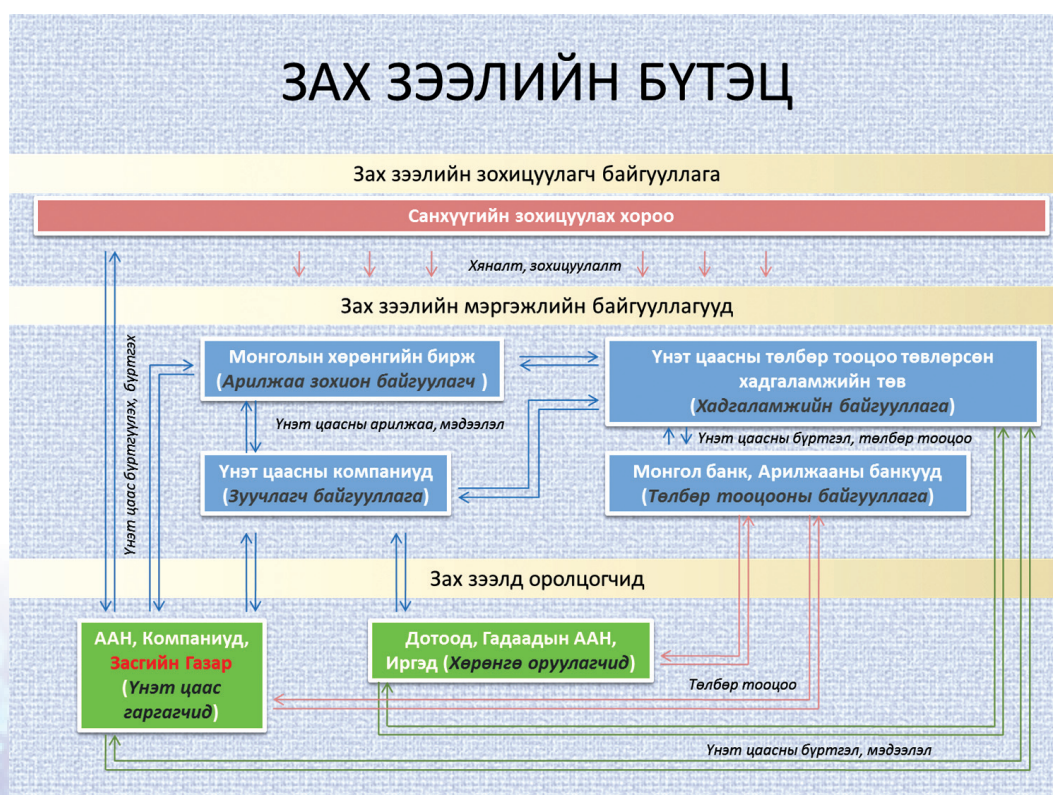 ЗАХ ЗЭЭЛИЙН БҮТЭЦ
Зах зээлийн зохицуулагч байгууллага
Санхүүгийн зохицуулах хороо
Хяналт, зохицуулалт
Зах зээлийн мэргэжлийн байгууллагууд
Үнэт цаас бүртгүүлэх, бүртгэх
Монголын хөрөнгийн бирж
(Арилжаа зохион байгуулагч )
Үнэт цаасны төлбөр тооцоо төвлөрсөн
хадгаламжийн төв
(Хадгаламжийн байгууллага)
Үнэт цаасны арилжаа, мэдээлэл
Үнэт цаасны бүртгэл, төлбөр тооцоо
Үнэт цаасны компаниуд
(Зуучлагч байгууллага)
Монгол банк, Арилжааны банкууд
(Төлбөр тооцооны байгууллага)
Зах зээлд оролцогчид
ААН, Компаниуд,
Засгийн Газар
(Үнэт цаас
гаргагчид)
Дотоод, Гадаадын ААН,
Иргэд (Хөрөнгө оруулагчид)
Төлбөр тооцоо
Үнэт цаасны бүртгэл, мэдээлэл